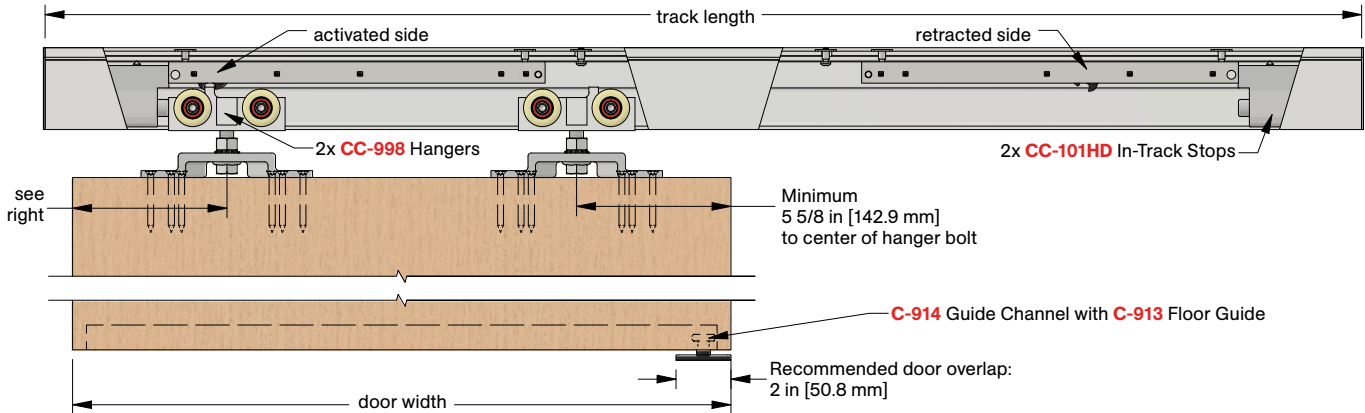 track length
activated side
retracted side
2x CC-998 Hangers
2x CC-101HD In-Track Stops
see
right
Minimum
5 5/8 in [142.9 mm]
to center of hanger bolt
C-914 Guide Channel with C-913 Floor Guide
Recommended door overlap:
2 in [50.8 mm]
door width